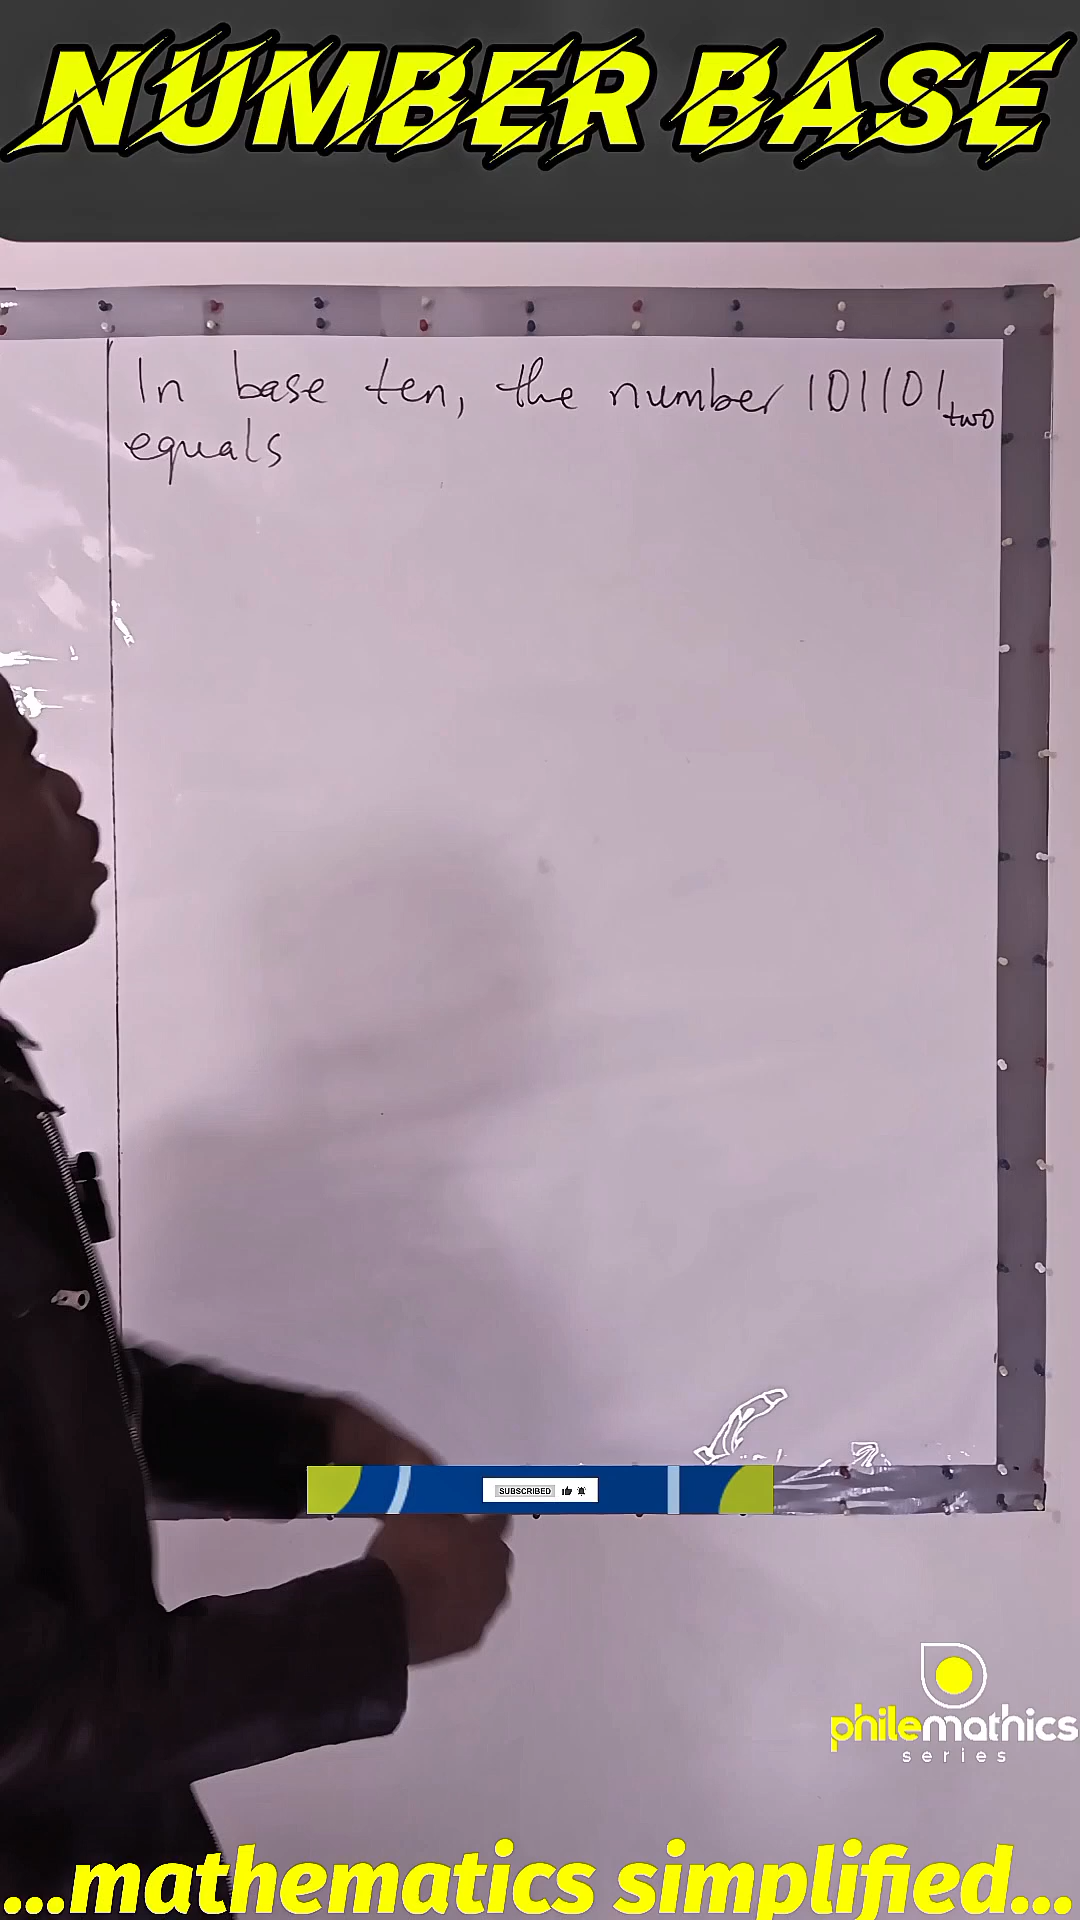 NUMBER BASE
In base ten, the number 101101two
equals
SUBSCRIBED
philemathics
series
...mathematics simplified...